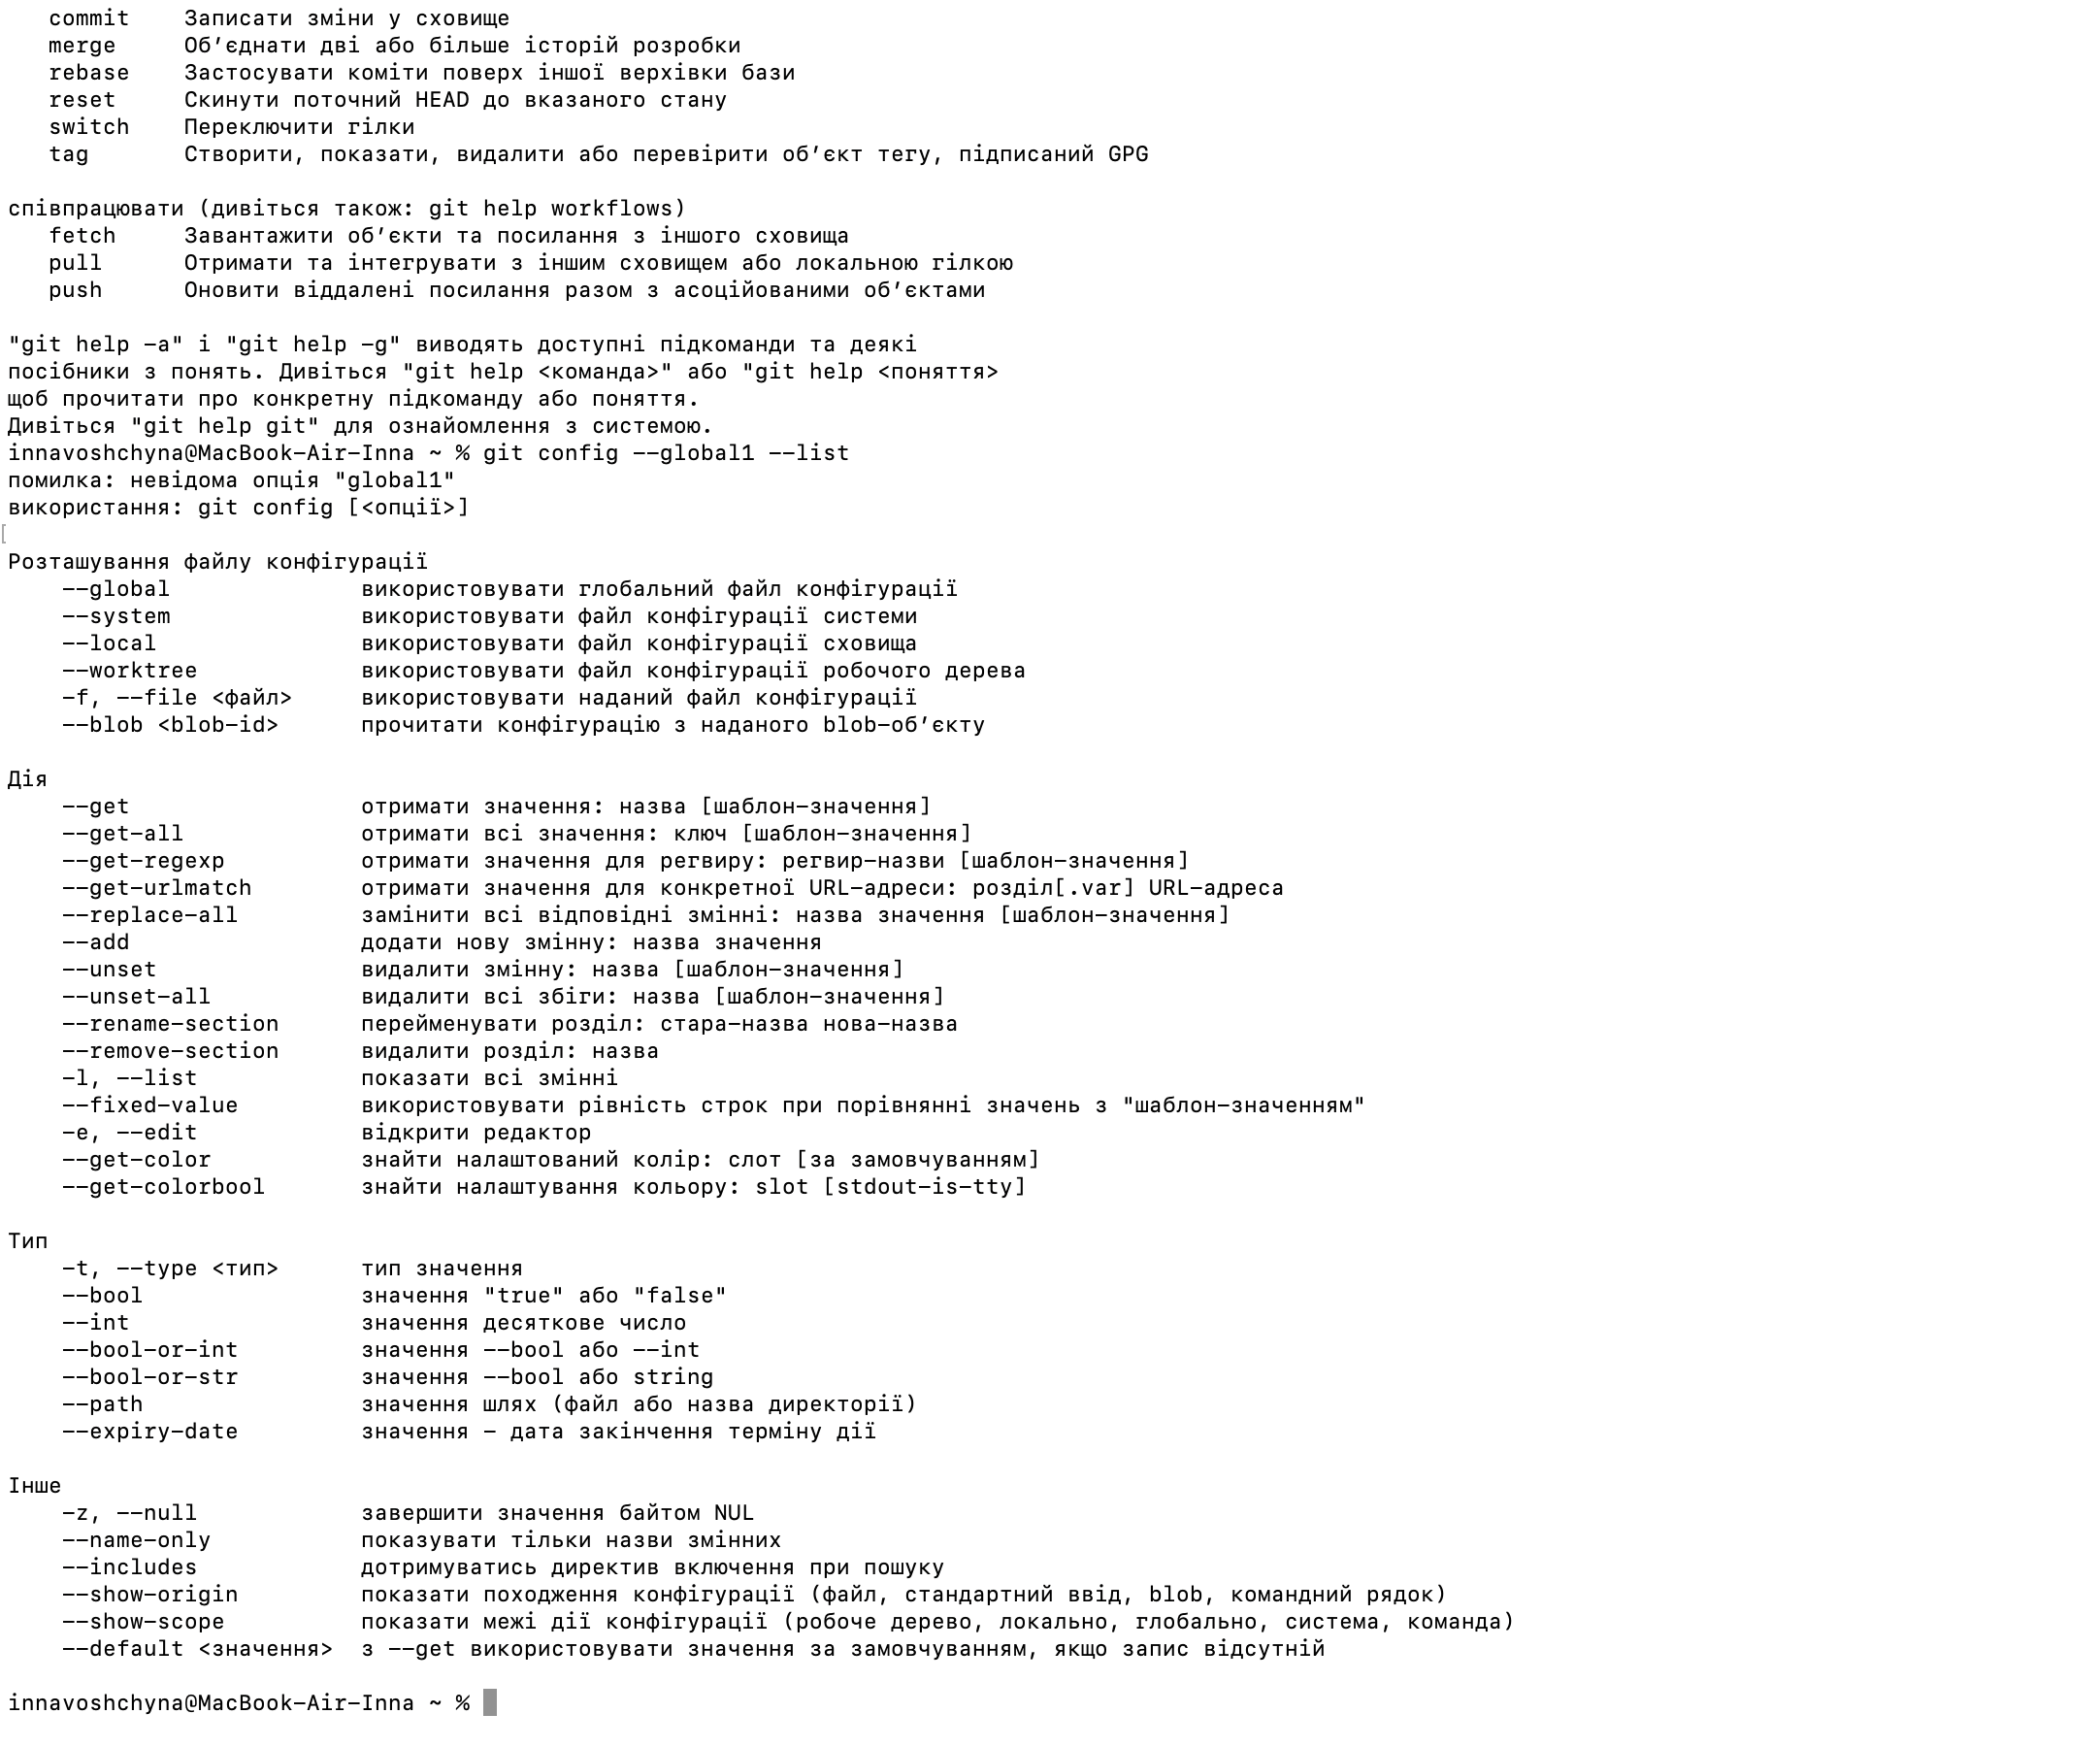 commit    Записати зміни у сховище
merge     Об’єднати дві або більше історій розробки
rebase    Застосувати коміти поверх іншої верхівки бази
reset     Скинути поточний HEAD до вказаного стану
switch    Переключити гілки
tag       Створити, показати, видалити або перевірити об’єкт тегу, підписаний GPG

співпрацювати (дивіться також: git help workflows)
fetch     Завантажити об’єкти та посилання з іншого сховища
pull      Отримати та інтегрувати з іншим сховищем або локальною гілкою
push      Оновити віддалені посилання разом з асоційованими об’єктами

"git help -a" і "git help -g" виводять доступні підкоманди та деякі
посібники з понять. Дивіться "git help <команда>" або "git help <поняття>
щоб прочитати про конкретну підкоманду або поняття.
Дивіться "git help git" для ознайомлення з системою.
innavoshchyna@MacBook-Air-Inna ~ % git config --global1 --list
помилка: невідома опція "global1"
використання: git config [<опції>]

Розташування файлу конфігурації
    --global              використовувати глобальний файл конфігурації
    --system              використовувати файл конфігурації системи
    --local               використовувати файл конфігурації сховища
    --worktree            використовувати файл конфігурації робочого дерева
    -f, --file <файл>     використовувати наданий файл конфігурації
    --blob <blob-id>      прочитати конфігурацію з наданого blob-об’єкту

Дія
    --get                 отримати значення: назва [шаблон-значення]
    --get-all             отримати всі значення: ключ [шаблон-значення]
    --get-regexp          отримати значення для регвиру: регвир-назви [шаблон-значення]
    --get-urlmatch        отримати значення для конкретної URL-адреси: розділ[.var] URL-адреса
    --replace-all         замінити всі відповідні змінні: назва значення [шаблон-значення]
    --add                 додати нову змінну: назва значення
    --unset               видалити змінну: назва [шаблон-значення]
    --unset-all           видалити всі збіги: назва [шаблон-значення]
    --rename-section      перейменувати розділ: стара-назва нова-назва
    --remove-section      видалити розділ: назва
    -l, --list            показати всі змінні
    --fixed-value         використовувати рівність строк при порівнянні значень з "шаблон-значенням"
    -e, --edit            відкрити редактор
    --get-color           знайти налаштований колір: слот [за замовчуванням]
    --get-colorbool       знайти налаштування кольору: slot [stdout-is-tty]

Тип
    -t, --type <тип>      тип значення
    --bool                значення "true" або "false"
    --int                 значення десяткове число
    --bool-or-int         значення --bool або --int
    --bool-or-str         значення --bool або string
    --path                значення шлях (файл або назва директорії)
    --expiry-date         значення - дата закінчення терміну дії

Інше
    -z, --null            завершити значення байтом NUL
    --name-only           показувати тільки назви змінних
    --includes            дотримуватись директив включення при пошуку
    --show-origin         показати походження конфігурації (файл, стандартний ввід, blob, командний рядок)
    --show-scope          показати межі дії конфігурації (робоче дерево, локально, глобально, система, команда)
    --default <значення>  з --get використовувати значення за замовчуванням, якщо запис відсутній

innavoshchyna@MacBook-Air-Inna ~ %